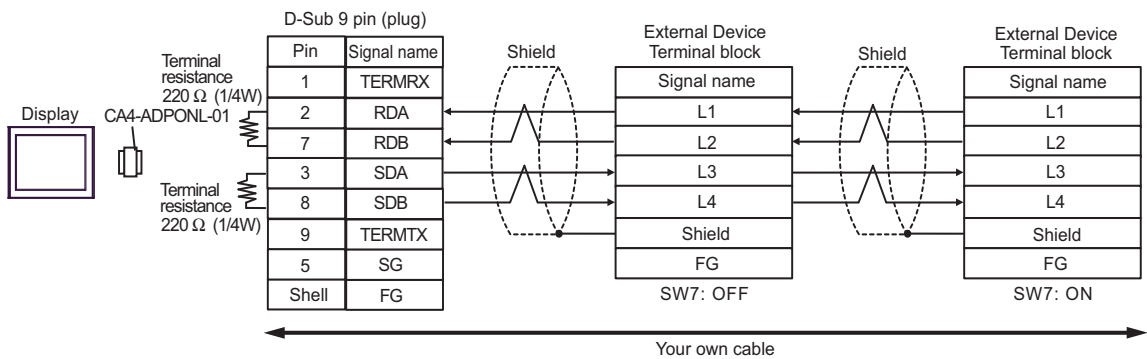 D-Sub 9 pin (plug)
Display
CA4-ADPONL-01
Terminal
resistance
220 Ω (1/4W)
Terminal
resistance
220 Ω (1/4W)
Pin Signal name
1 TERMRX
2 RDA
7 RDB
3 SDA
8 SDB
9 TERMTX
5 SG
Shell FG
Shield
External Device
Terminal block
Signal name
L1
L2
L3
L4
Shield
FG
SW7: OFF
Shield
External Device
Terminal block
Signal name
L1
L2
L3
L4
Shield
FG
SW7: ON
Your own cable